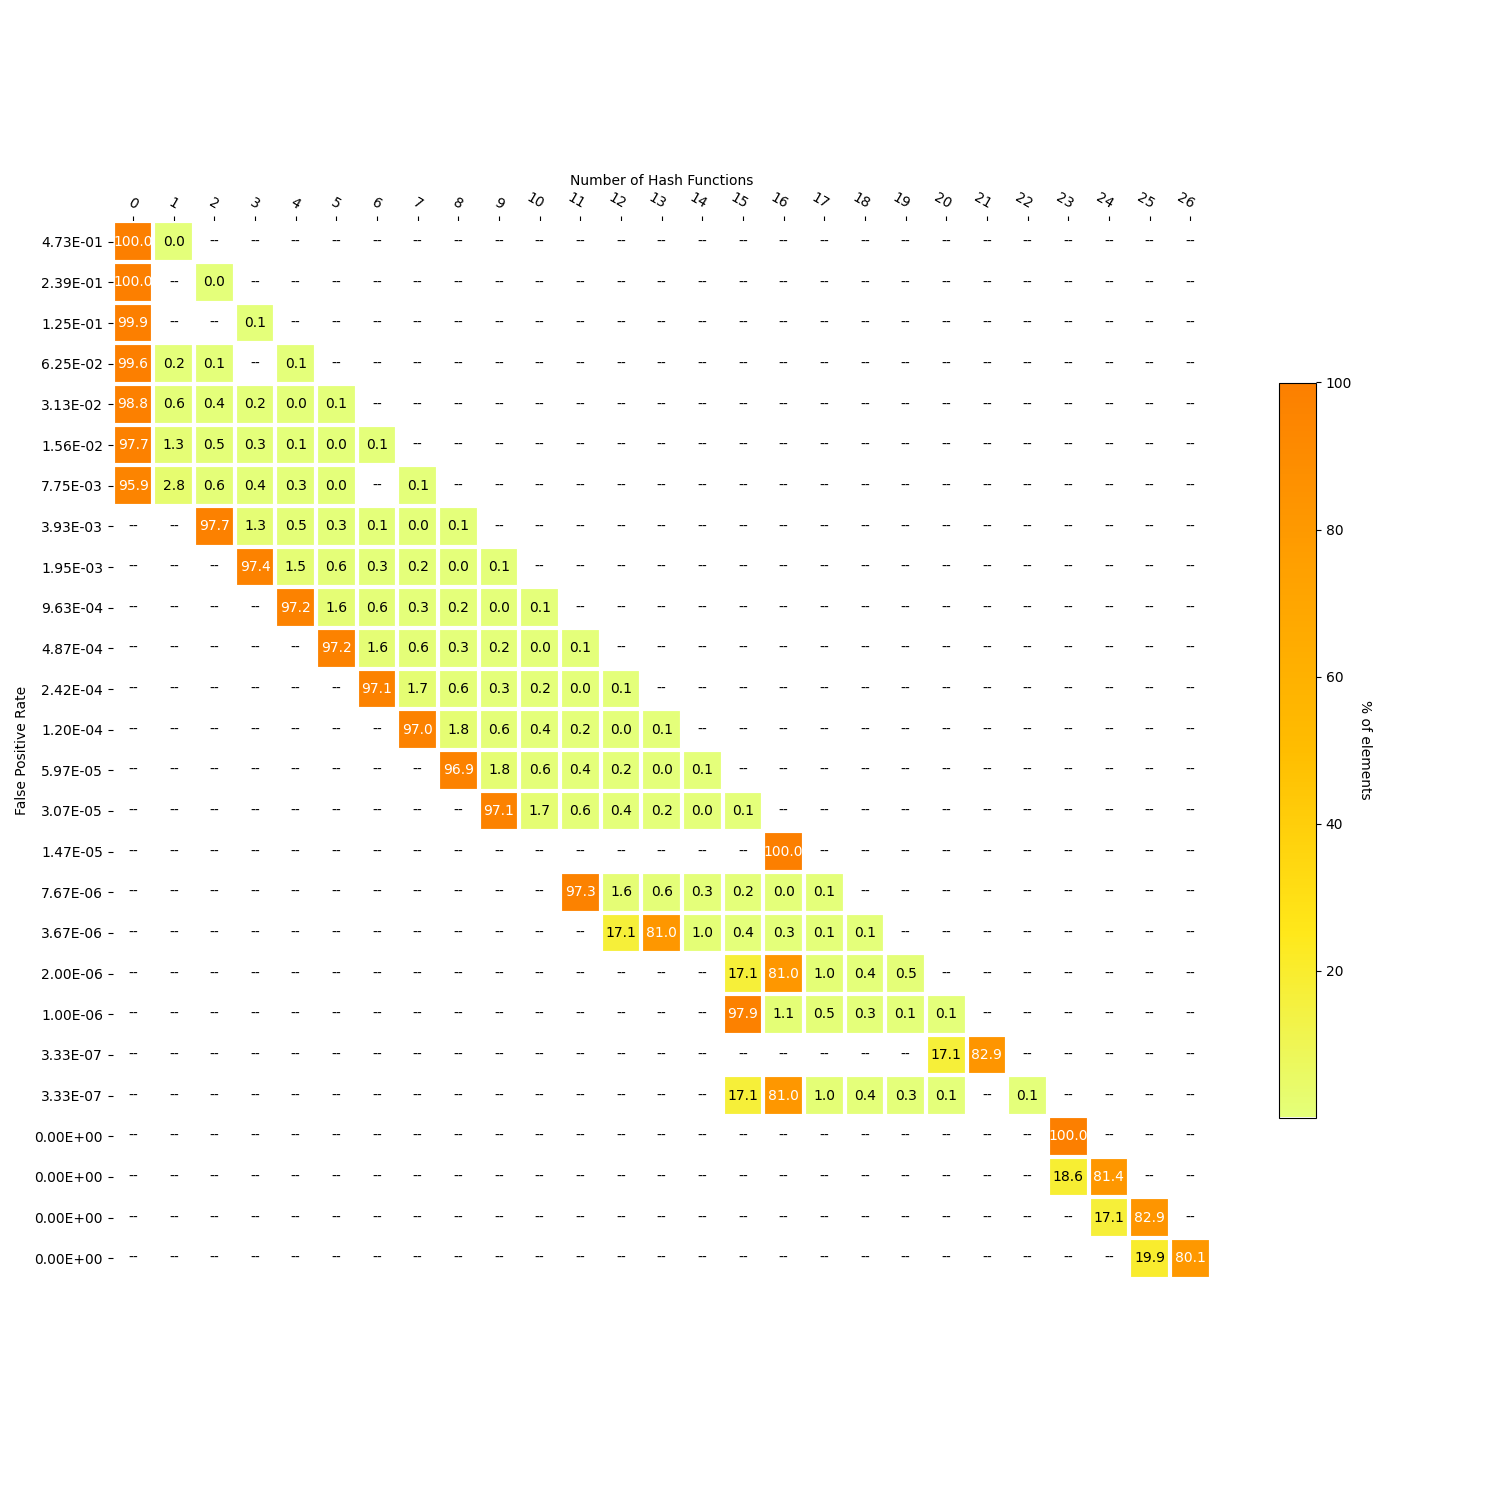 Number of Hash Functions
0 1 2 3 4 5 6 7 8 9 10 11 12 13 14 15 16 17 18 19 20 21 22 23 24 25 26
4.73E-01 100.0 0.0 -- -- -- -- -- -- -- -- -- -- -- -- -- -- -- -- -- -- -- -- -- -- -- -- --
2.39E-01 100.0 -- 0.0 -- -- -- -- -- -- -- -- -- -- -- -- -- -- -- -- -- -- -- -- -- -- -- --
1.25E-01 99.9 -- -- 0.1 -- -- -- -- -- -- -- -- -- -- -- -- -- -- -- -- -- -- -- -- -- -- --
6.25E-02 99.6 0.2 0.1 -- 0.1 -- -- -- -- -- -- -- -- -- -- -- -- -- -- -- -- -- -- -- -- -- --
3.13E-02 98.8 0.6 0.4 0.2 0.0 0.1 -- -- -- -- -- -- -- -- -- -- -- -- -- -- -- -- -- -- -- -- --
1.56E-02 97.7 1.3 0.5 0.3 0.1 0.0 0.1 -- -- -- -- -- -- -- -- -- -- -- -- -- -- -- -- -- -- -- --
7.75E-03 95.9 2.8 0.6 0.4 0.3 0.0 -- 0.1 -- -- -- -- -- -- -- -- -- -- -- -- -- -- -- -- -- -- --
3.93E-03 -- -- 97.7 1.3 0.5 0.3 0.1 0.0 0.1 -- -- -- -- -- -- -- -- -- -- -- -- -- -- -- -- -- --
1.95E-03 -- -- -- 97.4 1.5 0.6 0.3 0.2 0.0 0.1 -- -- -- -- -- -- -- -- -- -- -- -- -- -- -- -- --
9.63E-04 -- -- -- -- 97.2 1.6 0.6 0.3 0.2 0.0 0.1 -- -- -- -- -- -- -- -- -- -- -- -- -- -- -- --
4.87E-04 -- -- -- -- -- 97.2 1.6 0.6 0.3 0.2 0.0 0.1 -- -- -- -- -- -- -- -- -- -- -- -- -- -- --
2.42E-04 -- -- -- -- -- -- 97.1 1.7 0.6 0.3 0.2 0.0 0.1 -- -- -- -- -- -- -- -- -- -- -- -- -- --
1.20E-04 -- -- -- -- -- -- -- 97.0 1.8 0.6 0.4 0.2 0.0 0.1 -- -- -- -- -- -- -- -- -- -- -- -- --
5.97E-05 -- -- -- -- -- -- -- -- 96.9 1.8 0.6 0.4 0.2 0.0 0.1 -- -- -- -- -- -- -- -- -- -- -- --
3.07E-05 -- -- -- -- -- -- -- -- -- 97.1 1.7 0.6 0.4 0.2 0.0 0.1 -- -- -- -- -- -- -- -- -- -- --
1.47E-05 -- -- -- -- -- -- -- -- -- -- -- -- -- -- -- -- 100.0 -- -- -- -- -- -- -- -- -- --
7.67E-06 -- -- -- -- -- -- -- -- -- -- -- 97.3 1.6 0.6 0.3 0.2 0.0 0.1 -- -- -- -- -- -- -- -- --
3.67E-06 -- -- -- -- -- -- -- -- -- -- -- -- 17.1 81.0 1.0 0.4 0.3 0.1 0.1 -- -- -- -- -- -- -- --
2.00E-06 -- -- -- -- -- -- -- -- -- -- -- -- -- -- -- 17.1 81.0 1.0 0.4 0.5 -- -- -- -- -- -- --
1.00E-06 -- -- -- -- -- -- -- -- -- -- -- -- -- -- -- 97.9 1.1 0.5 0.3 0.1 0.1 -- -- -- -- -- --
3.33E-07 -- -- -- -- -- -- -- -- -- -- -- -- -- -- -- -- -- -- -- -- 17.1 82.9 -- -- -- -- --
3.33E-07 -- -- -- -- -- -- -- -- -- -- -- -- -- -- -- 17.1 81.0 1.0 0.4 0.3 0.1 -- 0.1 -- -- -- --
0.00E+00 -- -- -- -- -- -- -- -- -- -- -- -- -- -- -- -- -- -- -- -- -- -- -- 100.0 -- -- --
0.00E+00 -- -- -- -- -- -- -- -- -- -- -- -- -- -- -- -- -- -- -- -- -- -- -- 18.6 81.4 -- --
0.00E+00 -- -- -- -- -- -- -- -- -- -- -- -- -- -- -- -- -- -- -- -- -- -- -- -- 17.1 82.9 --
0.00E+00 -- -- -- -- -- -- -- -- -- -- -- -- -- -- -- -- -- -- -- -- -- -- -- -- -- 19.9 80.1
False Positive Rate
100
80
60
40
20
% of elements